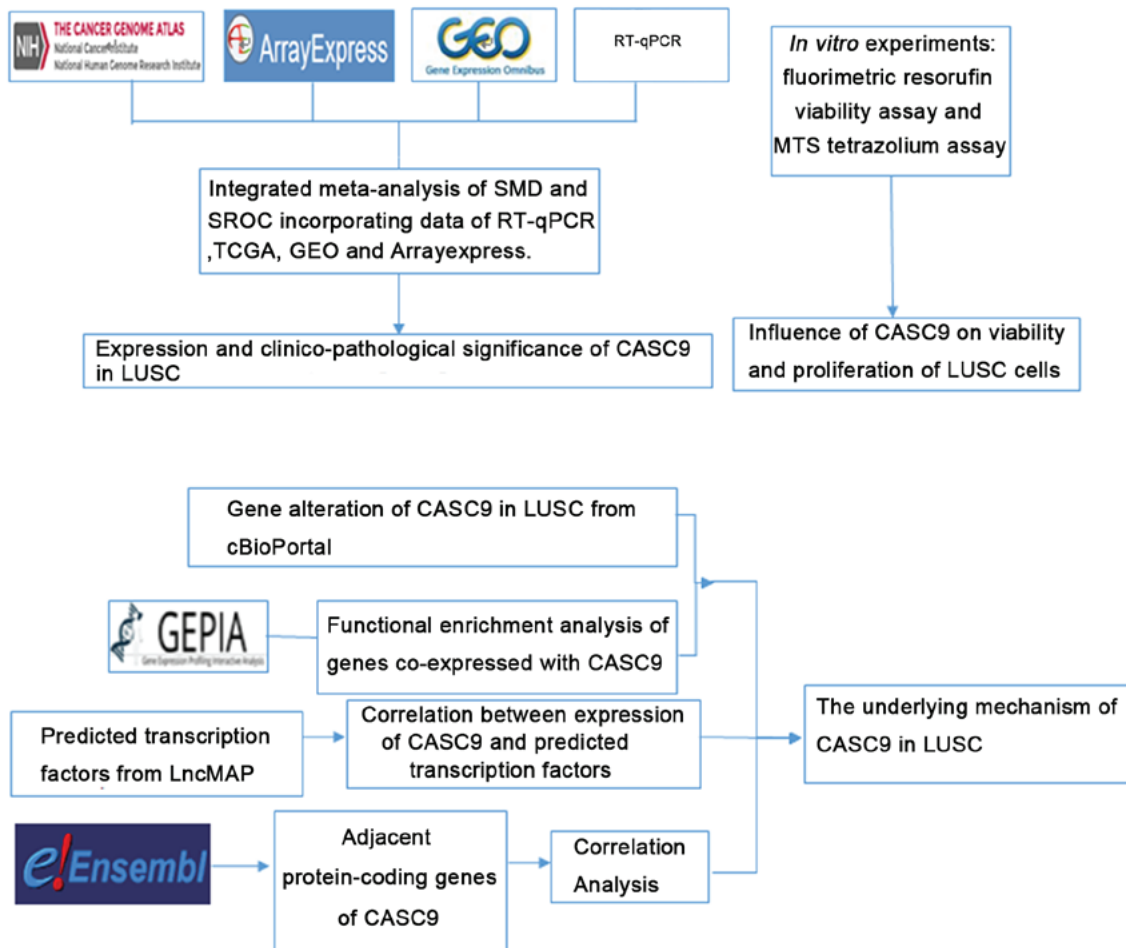 NIH
THE CANCER GENOME ATLAS
National Cancer Institute
National Human Genome Research Institute
ArrayExpress
GEO
Gene Expression Omnibus
RT-qPCR
In vitro experiments:
fluorimetric resorufin
viability assay and
MTS tetrazolium assay
Integrated meta-analysis of SMD and
SROC incorporating data of RT-qPCR
,TCGA, GEO and Arrayexpress.
Expression and clinico-pathological significance of CASC9
in LUSC
Influence of CASC9 on viability
and proliferation of LUSC cells
Gene alteration of CASC9 in LUSC from
cBioPortal
GEPIA
Gene Expression Profiling Interactive Analysis
Functional enrichment analysis of
genes co-expressed with CASC9
Predicted transcription
factors from LncMAP
Correlation between expression
of CASC9 and predicted
transcription factors
The underlying mechanism of
CASC9 in LUSC
e!Ensembl
Adjacent
protein-coding genes
of CASC9
Correlation
Analysis